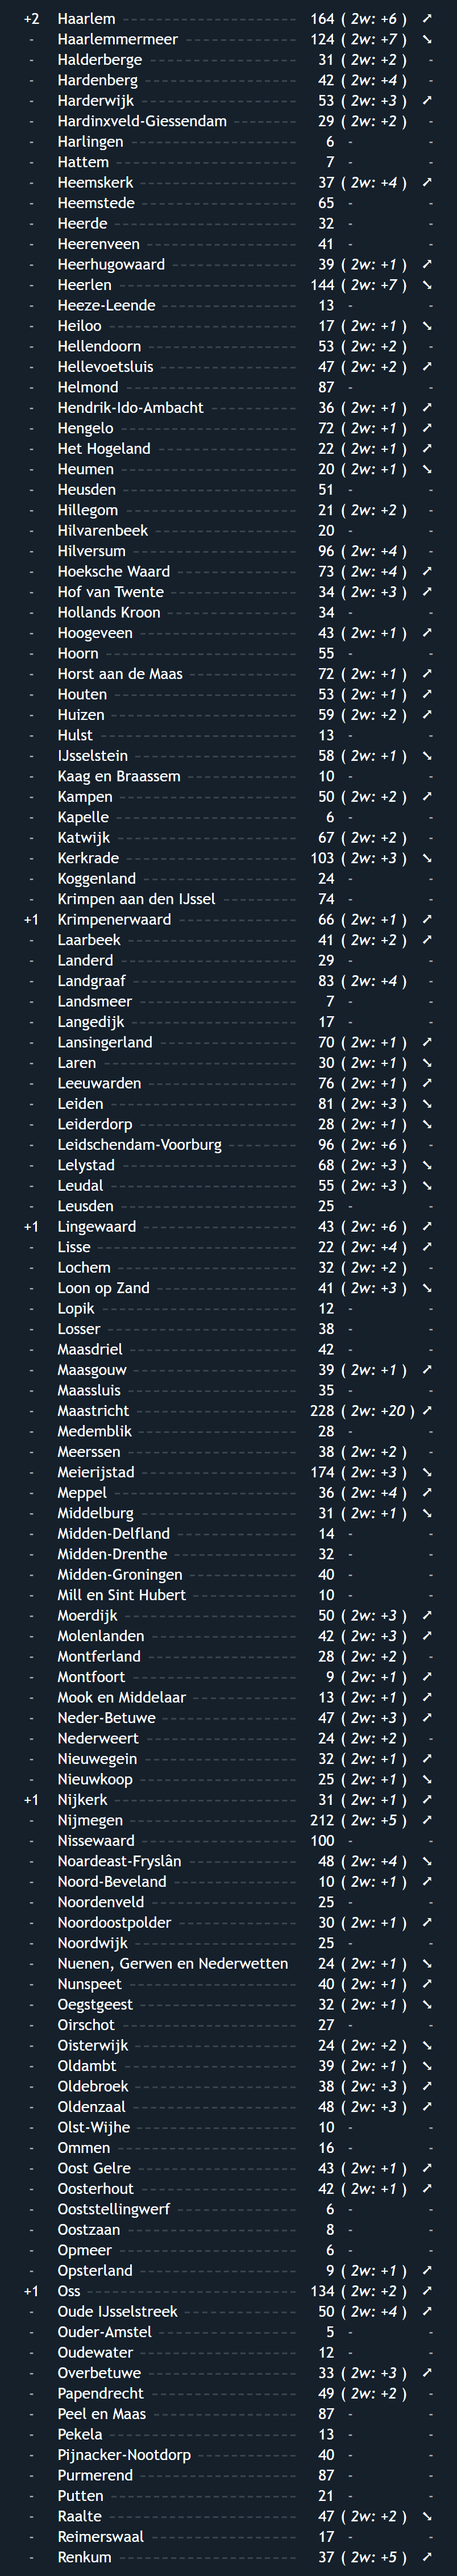 +2 Haarlem 164 ( 2w: +6 ) ➚
- Haarlemmermeer 124 ( 2w: +7 ) ➘
- Halderberge 31 ( 2w: +2 ) -
- Hardenberg 42 ( 2w: +4 ) -
- Harderwijk 53 ( 2w: +3 ) ➚
- Hardinxveld-Giessendam 29 ( 2w: +2 ) -
- Harlingen 6 - -
- Hattem 7 - -
- Heemskerk 37 ( 2w: +4 ) ➚
- Heemstede 65 - -
- Heerde 32 - -
- Heerenveen 41 - -
- Heerhugowaard 39 ( 2w: +1 ) ➚
- Heerlen 144 ( 2w: +7 ) ➘
- Heeze-Leende 13 - -
- Heiloo 17 ( 2w: +1 ) ➘
- Hellendoorn 53 ( 2w: +2 ) -
- Hellevoetsluis 47 ( 2w: +2 ) ➚
- Helmond 87 - -
- Hendrik-Ido-Ambacht 36 ( 2w: +1 ) ➚
- Hengelo 72 ( 2w: +1 ) ➚
- Het Hogeland 22 ( 2w: +1 ) ➚
- Heumen 20 ( 2w: +1 ) ➘
- Heusden 51 - -
- Hillegom 21 ( 2w: +2 ) -
- Hilvarenbeek 20 - -
- Hilversum 96 ( 2w: +4 ) -
- Hoeksche Waard 73 ( 2w: +4 ) ➚
- Hof van Twente 34 ( 2w: +3 ) ➚
- Hollands Kroon 34 - -
- Hoogeveen 43 ( 2w: +1 ) ➚
- Hoorn 55 - -
- Horst aan de Maas 72 ( 2w: +1 ) ➚
- Houten 53 ( 2w: +1 ) ➚
- Huizen 59 ( 2w: +2 ) ➚
- Hulst 13 - -
- IJsselstein 58 ( 2w: +1 ) ➘
- Kaag en Braassem 10 - -
- Kampen 50 ( 2w: +2 ) ➚
- Kapelle 6 - -
- Katwijk 67 ( 2w: +2 ) -
- Kerkrade 103 ( 2w: +3 ) ➘
- Koggenland 24 - -
- Krimpen aan den IJssel 74 - -
+1 Krimpenerwaard 66 ( 2w: +1 ) ➚
- Laarbeek 41 ( 2w: +2 ) ➚
- Landerd 29 - -
- Landgraaf 83 ( 2w: +4 ) -
- Landsmeer 7 - -
- Langedijk 17 - -
- Lansingerland 70 ( 2w: +1 ) ➚
- Laren 30 ( 2w: +1 ) ➘
- Leeuwarden 76 ( 2w: +1 ) ➚
- Leiden 81 ( 2w: +3 ) ➘
- Leiderdorp 28 ( 2w: +1 ) ➘
- Leidschendam-Voorburg 96 ( 2w: +6 ) -
- Lelystad 68 ( 2w: +3 ) ➘
- Leudal 55 ( 2w: +3 ) ➘
- Leusden 25 - -
+1 Lingewaard 43 ( 2w: +6 ) ➚
- Lisse 22 ( 2w: +4 ) ➚
- Lochem 32 ( 2w: +2 ) -
- Loon op Zand 41 ( 2w: +3 ) ➘
- Lopik 12 - -
- Losser 38 - -
- Maasdriel 42 - -
- Maasgouw 39 ( 2w: +1 ) ➚
- Maassluis 35 - -
- Maastricht 228 ( 2w: +20 ) ➚
- Medemblik 28 - -
- Meerssen 38 ( 2w: +2 ) -
- Meierijstad 174 ( 2w: +3 ) ➘
- Meppel 36 ( 2w: +4 ) ➚
- Middelburg 31 ( 2w: +1 ) ➘
- Midden-Delfland 14 - -
- Midden-Drenthe 32 - -
- Midden-Groningen 40 - -
- Mill en Sint Hubert 10 - -
- Moerdijk 50 ( 2w: +3 ) ➚
- Molenlanden 42 ( 2w: +3 ) ➚
- Montferland 28 ( 2w: +2 ) -
- Montfoort 9 ( 2w: +1 ) ➚
- Mook en Middelaar 13 ( 2w: +1 ) ➚
- Neder-Betuwe 47 ( 2w: +3 ) ➚
- Nederweert 24 ( 2w: +2 ) -
- Nieuwegein 32 ( 2w: +1 ) ➚
- Nieuwkoop 25 ( 2w: +1 ) ➘
+1 Nijkerk 31 ( 2w: +1 ) ➚
- Nijmegen 212 ( 2w: +5 ) ➚
- Nissewaard 100 - -
- Noardeast-Fryslân 48 ( 2w: +4 ) ➘
- Noord-Beveland 10 ( 2w: +1 ) ➚
- Noordenveld 25 - -
- Noordoostpolder 30 ( 2w: +1 ) ➚
- Noordwijk 25 - -
- Nuenen, Gerwen en Nederwetten 24 ( 2w: +1 ) ➘
- Nunspeet 40 ( 2w: +1 ) ➚
- Oegstgeest 32 ( 2w: +1 ) ➘
- Oirschot 27 - -
- Oisterwijk 24 ( 2w: +2 ) ➘
- Oldambt 39 ( 2w: +1 ) ➘
- Oldebroek 38 ( 2w: +3 ) ➚
- Oldenzaal 48 ( 2w: +3 ) ➚
- Olst-Wijhe 10 - -
- Ommen 16 - -
- Oost Gelre 43 ( 2w: +1 ) ➚
- Oosterhout 42 ( 2w: +1 ) ➚
- Ooststellingwerf 6 - -
- Oostzaan 8 - -
- Opmeer 6 - -
- Opsterland 9 ( 2w: +1 ) ➚
+1 Oss 134 ( 2w: +2 ) ➚
- Oude IJsselstreek 50 ( 2w: +4 ) ➚
- Ouder-Amstel 5 - -
- Oudewater 12 - -
- Overbetuwe 33 ( 2w: +3 ) ➚
- Papendrecht 49 ( 2w: +2 ) -
- Peel en Maas 87 - -
- Pekela 13 - -
- Pijnacker-Nootdorp 40 - -
- Purmerend 87 - -
- Putten 21 - -
- Raalte 47 ( 2w: +2 ) ➘
- Reimerswaal 17 - -
- Renkum 37 ( 2w: +5 ) ➚